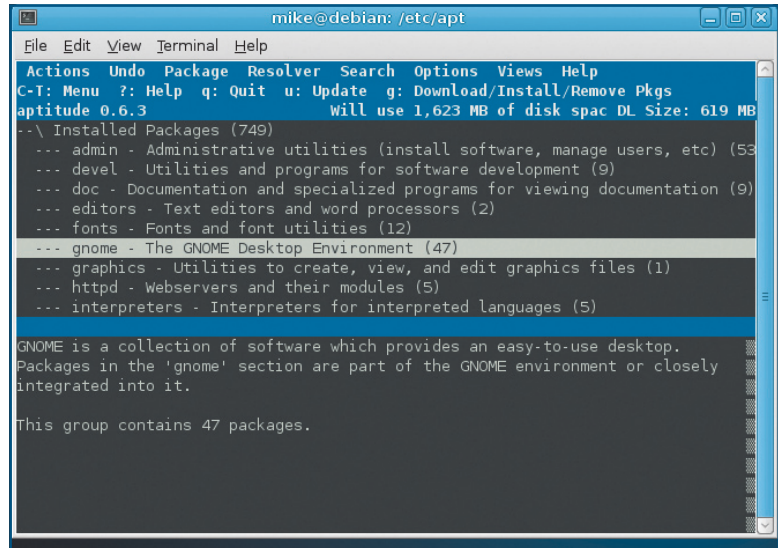 mike@debian: /etc/apt
File Edit View Terminal Help
Actions Undo Package Resolver Search Options Views Help
C-T: Menu ?: Help q: Quit u: Update g: Download/Install/Remove Pkgs
aptitude 0.6.3 Will use 1,623 MB of disk spac DL Size: 619 MB
--\ Installed Packages (749)
--- admin - Administrative utilities (install software, manage users, etc) (53
--- devel - Utilities and programs for software development (9)
--- doc - Documentation and specialized programs for viewing documentation (9)
--- editors - Text editors and word processors (2)
--- fonts - Fonts and font utilities (12)
--- gnome - The GNOME Desktop Environment (47)
--- graphics - Utilities to create, view, and edit graphics files (1)
--- httpd - Webservers and their modules (5)
--- interpreters - Interpreters for interpreted languages (5)
GNOME is a collection of software which provides an easy-to-use desktop.
Packages in the 'gnome' section are part of the GNOME environment or closely
integrated into it.
This group contains 47 packages.